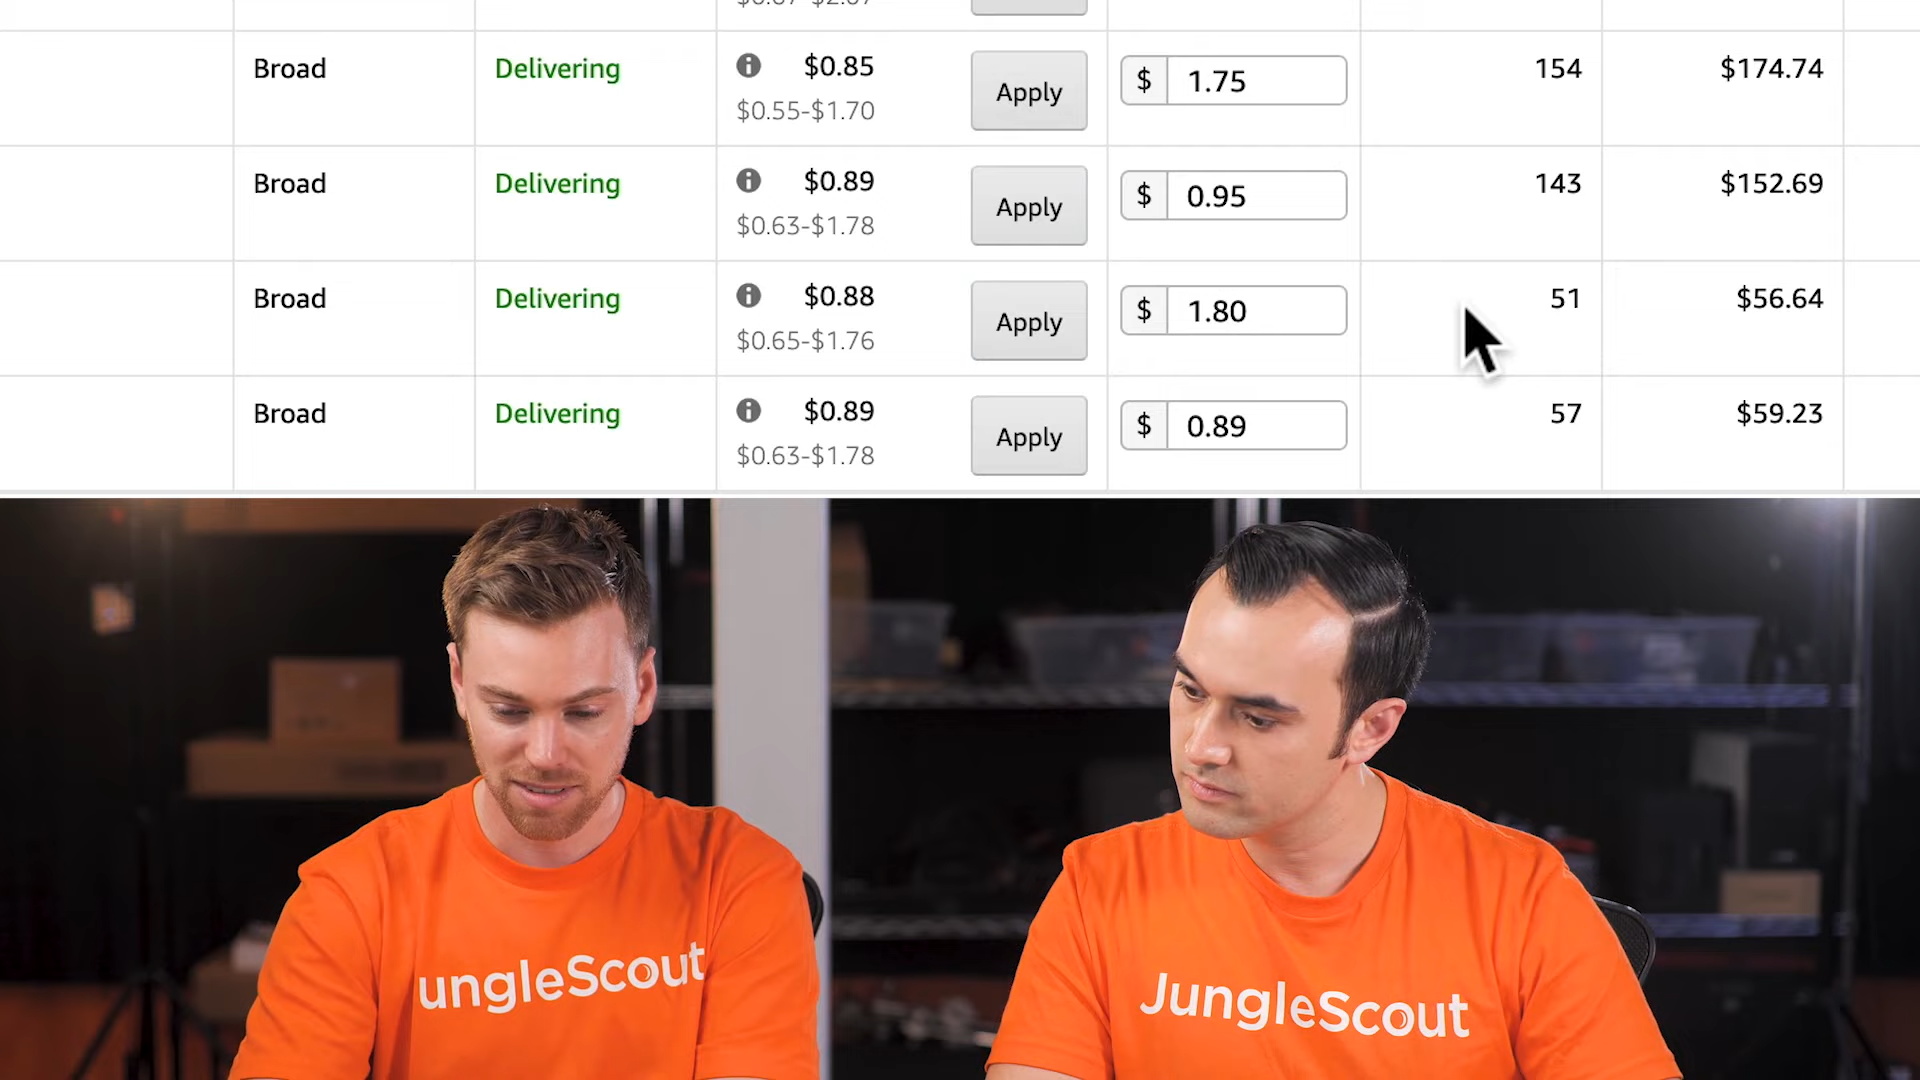 Broad Delivering $0.85 Apply $ 1.75 154 $174.74
$0.55-$1.70
Broad Delivering $0.89 Apply $ 0.95 143 $152.69
$0.63-$1.78
Broad Delivering $0.88 Apply $ 1.80 51 $56.64
$0.65-$1.76
Broad Delivering $0.89 Apply $ 0.89 57 $59.23
$0.63-$1.78
ungleScout
JungleScout